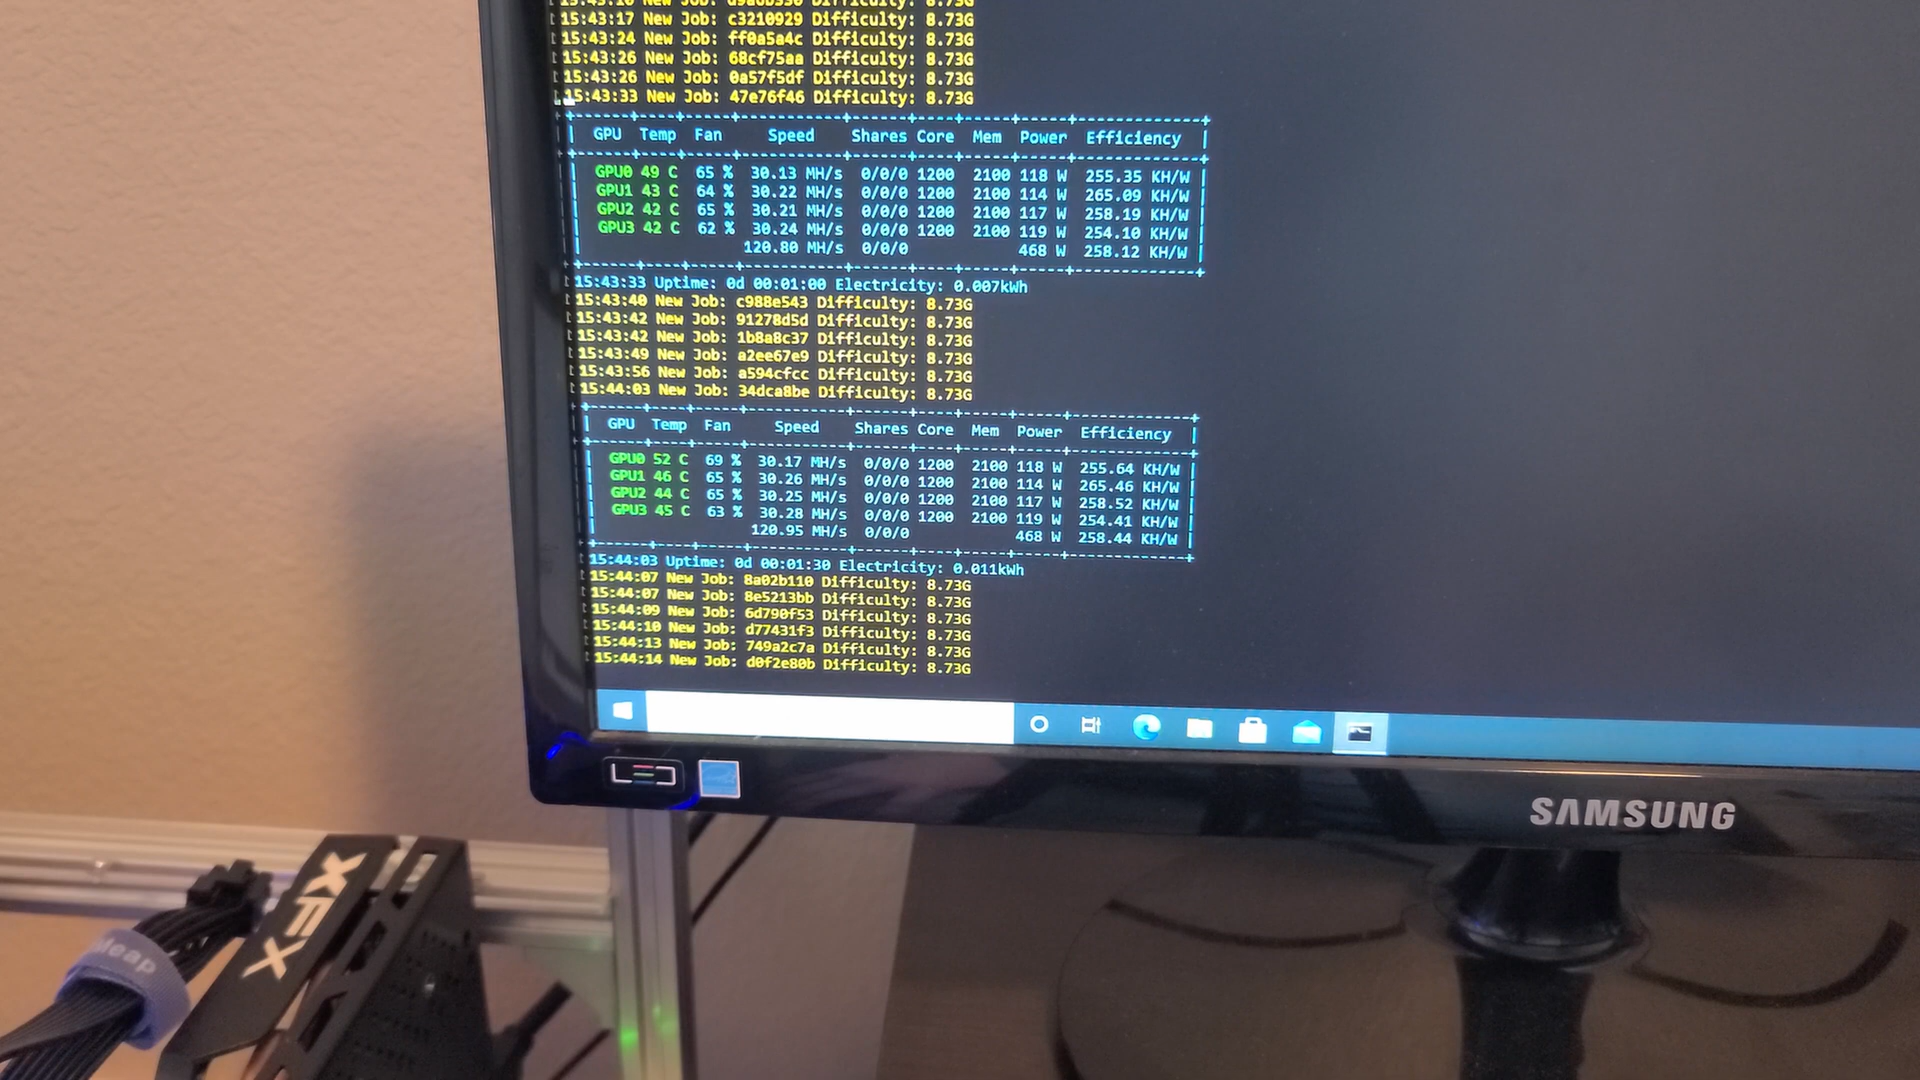 15:43:17 New Job: c3210929 Difficulty: 8.73G
15:43:24 New Job: ff0a5a4c Difficulty: 8.73G
15:43:26 New Job: 68cf75aa Difficulty: 8.73G
15:43:26 New Job: 0a57f5df Difficulty: 8.73G
15:43:33 New Job: 47e76f46 Difficulty: 8.73G
GPU Temp Fan Speed Shares Core Mem Power Efficiency
GPU0 49 C 65 % 30.13 MH/s 0/0/0 1200 2100 118 W 255.35 KH/W
GPU1 43 C 64 % 30.22 MH/s 0/0/0 1200 2100 114 W 265.09 KH/W
GPU2 42 C 65 % 30.21 MH/s 0/0/0 1200 2100 117 W 258.19 KH/W
GPU3 42 C 62 % 30.24 MH/s 0/0/0 1200 2100 119 W 254.10 KH/W
120.80 MH/s 0/0/0 468 W 258.12 KH/W
15:43:33 Uptime: 0d 00:01:00 Electricity: 0.007kWh
15:43:40 New Job: c988e543 Difficulty: 8.73G
15:43:42 New Job: 91278d5d Difficulty: 8.73G
15:43:42 New Job: 1b8a8c37 Difficulty: 8.73G
15:43:49 New Job: a2ee67e9 Difficulty: 8.73G
15:43:56 New Job: a594cfcc Difficulty: 8.73G
15:44:03 New Job: 34dca8be Difficulty: 8.73G
GPU Temp Fan Speed Shares Core Mem Power Efficiency
GPU0 52 C 69 % 30.17 MH/s 0/0/0 1200 2100 118 W 255.64 KH/W
GPU1 46 C 65 % 30.26 MH/s 0/0/0 1200 2100 114 W 265.46 KH/W
GPU2 44 C 65 % 30.25 MH/s 0/0/0 1200 2100 117 W 258.52 KH/W
GPU3 45 C 63 % 30.28 MH/s 0/0/0 1200 2100 119 W 254.41 KH/W
120.95 MH/s 0/0/0 468 W 258.44 KH/W
15:44:03 Uptime: 0d 00:01:30 Electricity: 0.011kWh
15:44:07 New Job: 8a02b110 Difficulty: 8.73G
15:44:07 New Job: 8e5213bb Difficulty: 8.73G
15:44:09 New Job: 6d790f53 Difficulty: 8.73G
15:44:10 New Job: d77431f3 Difficulty: 8.73G
15:44:13 New Job: 749a2c7a Difficulty: 8.73G
15:44:14 New Job: d0f2e80b Difficulty: 8.73G
LED
SAMSUNG
XFX